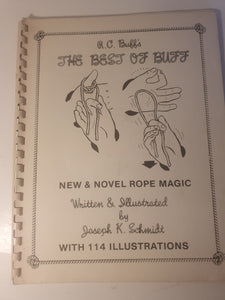 R.C. Buff's
THE BEST OF BUFF
NEW & NOVEL ROPE MAGIC
Written & Illustrated
by
Joseph K. Schmidt
WITH 114 ILLUSTRATIONS